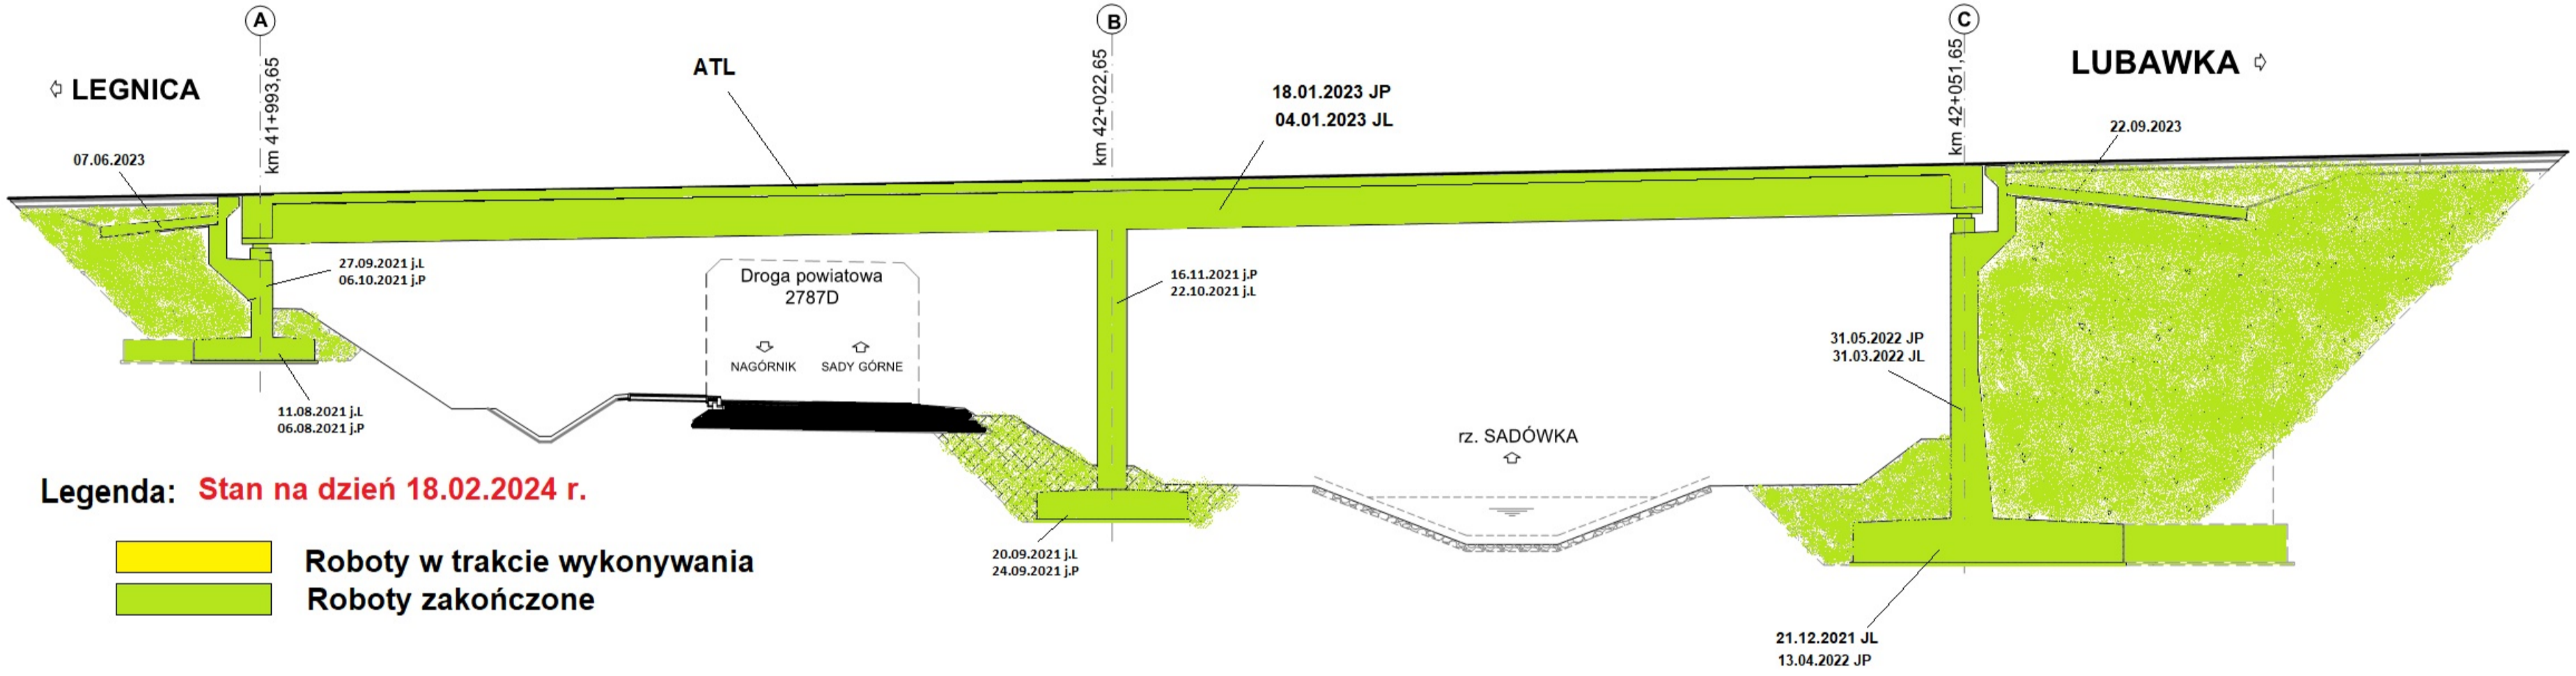 A
B
C
km 41+993,65
km 42+022,65
km 42+051,65
LEGNICA
ATL
18.01.2023 JP
04.01.2023 JL
LUBAWKA
07.06.2023
22.09.2023
27.09.2021 j.L
06.10.2021 j.P
Droga powiatowa
2787D
NAGÓRNIK
SADY GÓRNE
16.11.2021 j.P
22.10.2021 j.L
31.05.2022 JP
31.03.2022 JL
11.08.2021 j.L
06.08.2021 j.P
rz. SADÓWKA
20.09.2021 j.L
24.09.2021 j.P
21.12.2021 JL
13.04.2022 JP
Legenda: Stan na dzień 18.02.2024 r.
Roboty w trakcie wykonywania
Roboty zakończone